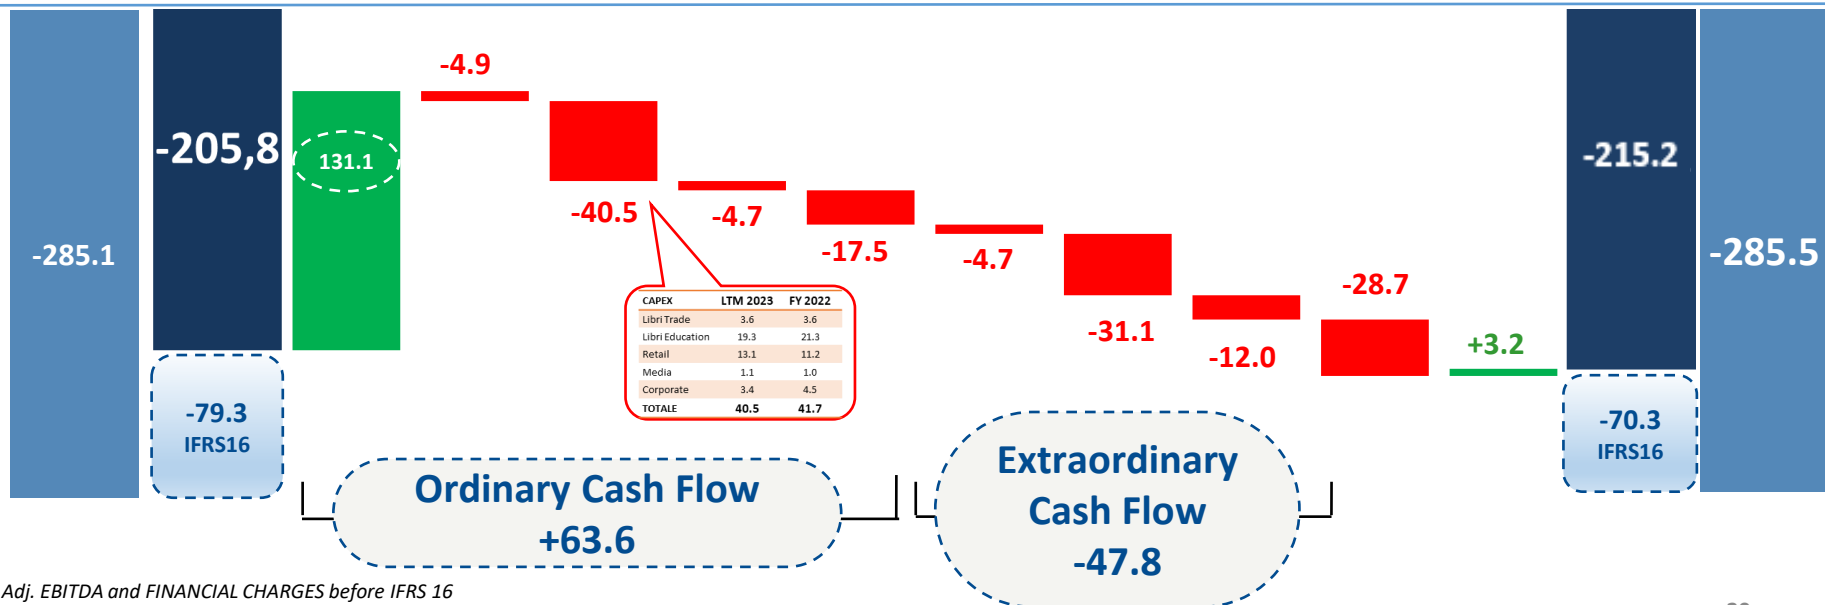 -285.1
-205,8
-79.3
IFRS16
131.1
-4.9
-40.5
-4.7
-17.5
-4.7
-31.1
-12.0
-28.7
+3.2
-215.2
-70.3
IFRS16
-285.5
CAPEX LTM 2023 FY 2022
Libri Trade 3.6 3.6
Libri Education 19.3 21.3
Retail 13.1 11.2
Media 1.1 1.0
Corporate 3.4 4.5
TOTALE 40.5 41.7
Ordinary Cash Flow
+63.6
Extraordinary
Cash Flow
-47.8
Adj. EBITDA and FINANCIAL CHARGES before IFRS 16